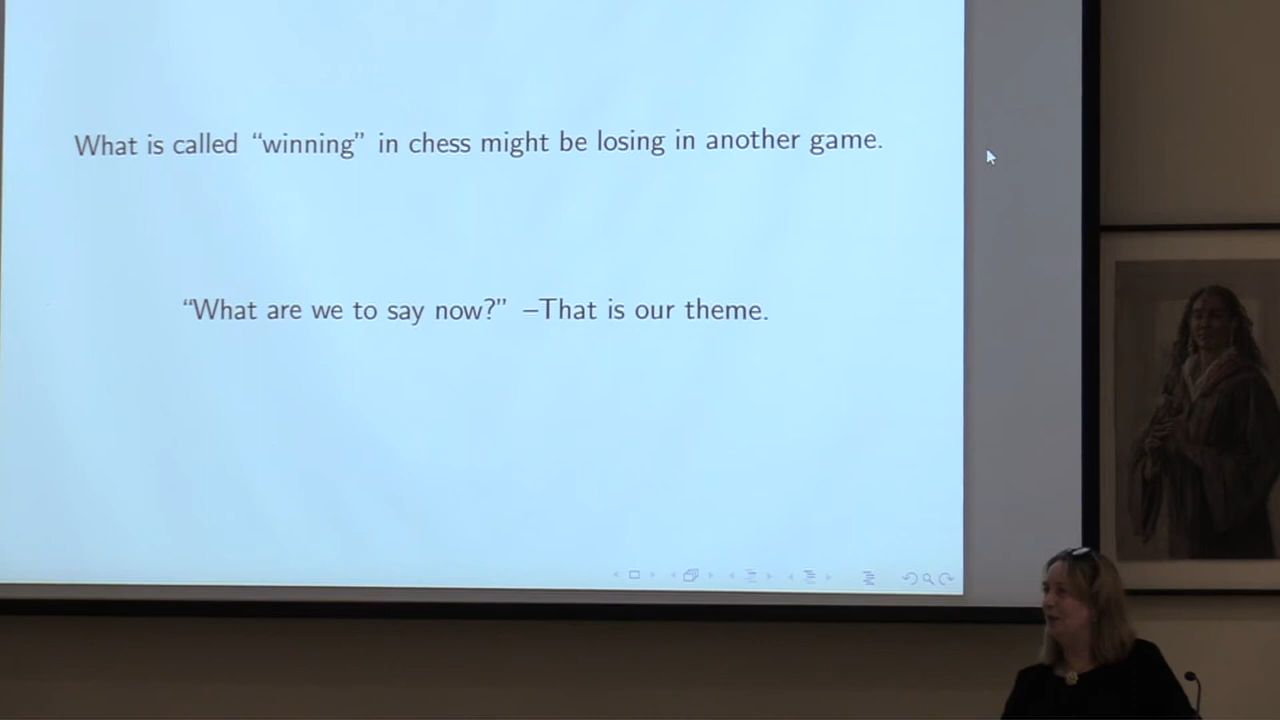 What is called “winning” in chess might be losing in another game.
“What are we to say now?” –That is our theme.